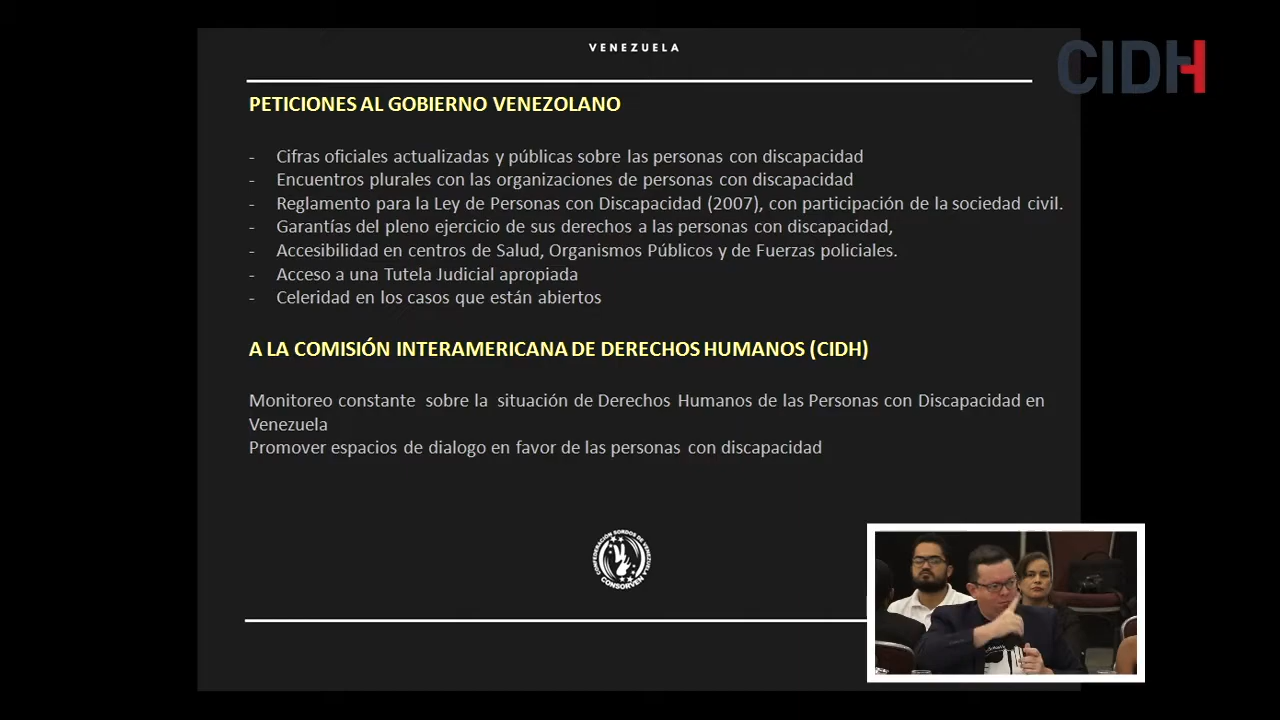 VENEZUELA
CIDH
PETICIONES AL GOBIERNO VENEZOLANO
- Cifras oficiales actualizadas y públicas sobre las personas con discapacidad
- Encuentros plurales con las organizaciones de personas con discapacidad
- Reglamento para la Ley de Personas con Discapacidad (2007), con participación de la sociedad civil.
- Garantías del pleno ejercicio de sus derechos a las personas con discapacidad,
- Accesibilidad en centros de Salud, Organismos Públicos y de Fuerzas policiales.
- Acceso a una Tutela Judicial apropiada
- Celeridad en los casos que están abiertos
A LA COMISIÓN INTERAMERICANA DE DERECHOS HUMANOS (CIDH)
Monitoreo constante sobre la situación de Derechos Humanos de las Personas con Discapacidad en
Venezuela
Promover espacios de dialogo en favor de las personas con discapacidad
CONFEDERACIÓN SORDOS DE VENEZUELA
CONSORVEN